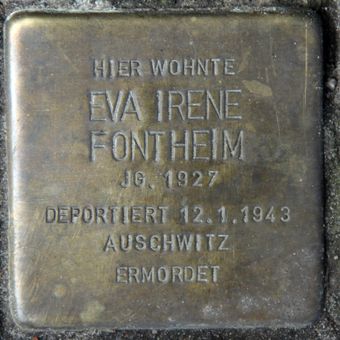 HIER WOHNTE
EVA IRENE
FONTHEIM
JG. 1927
DEPORTIERT 12.1.1943
AUSCHWITZ
ERMORDET